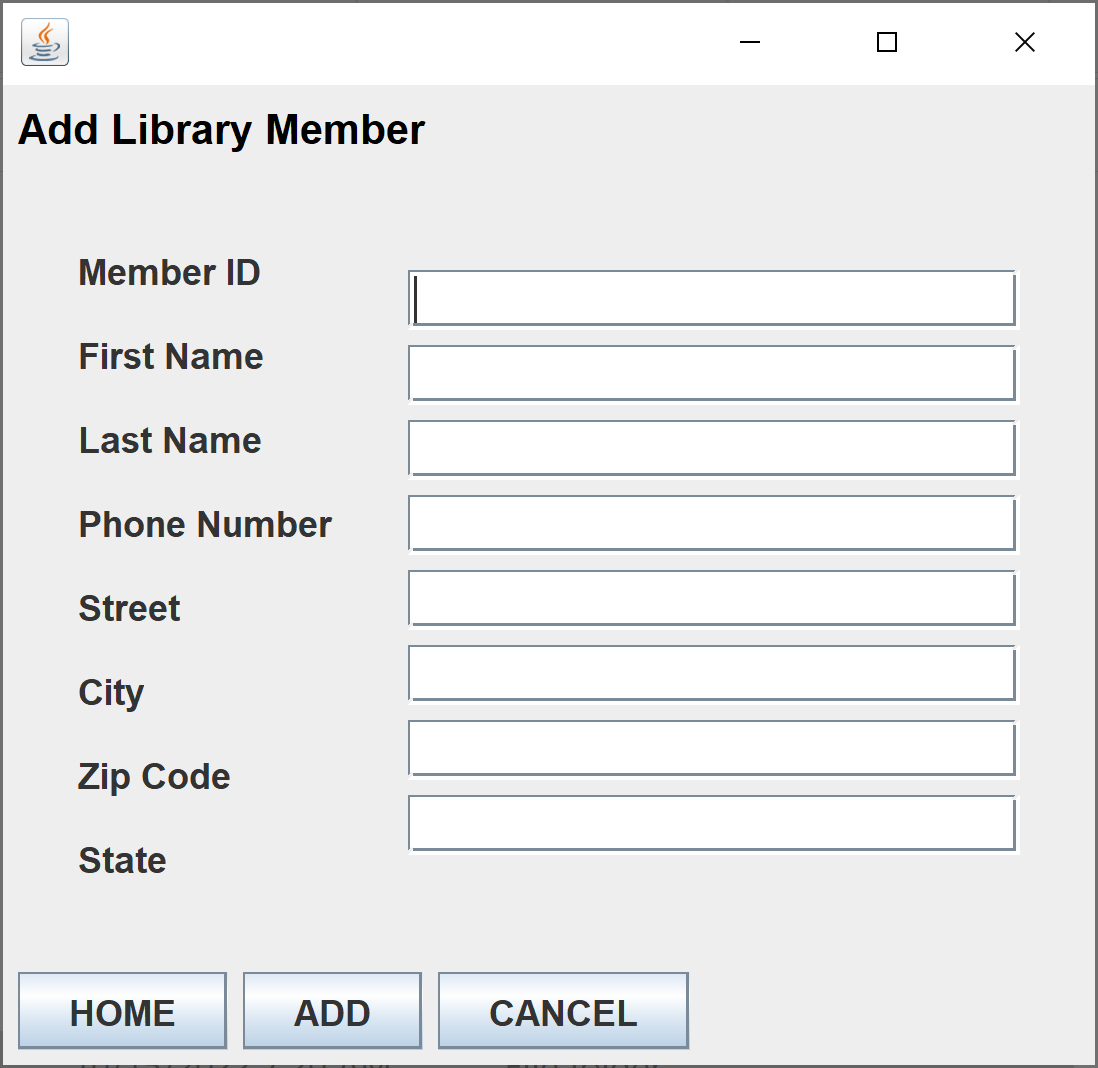 Add Library Member
Member ID
First Name
Last Name
Phone Number
Street
City
Zip Code
State
HOME ADD CANCEL